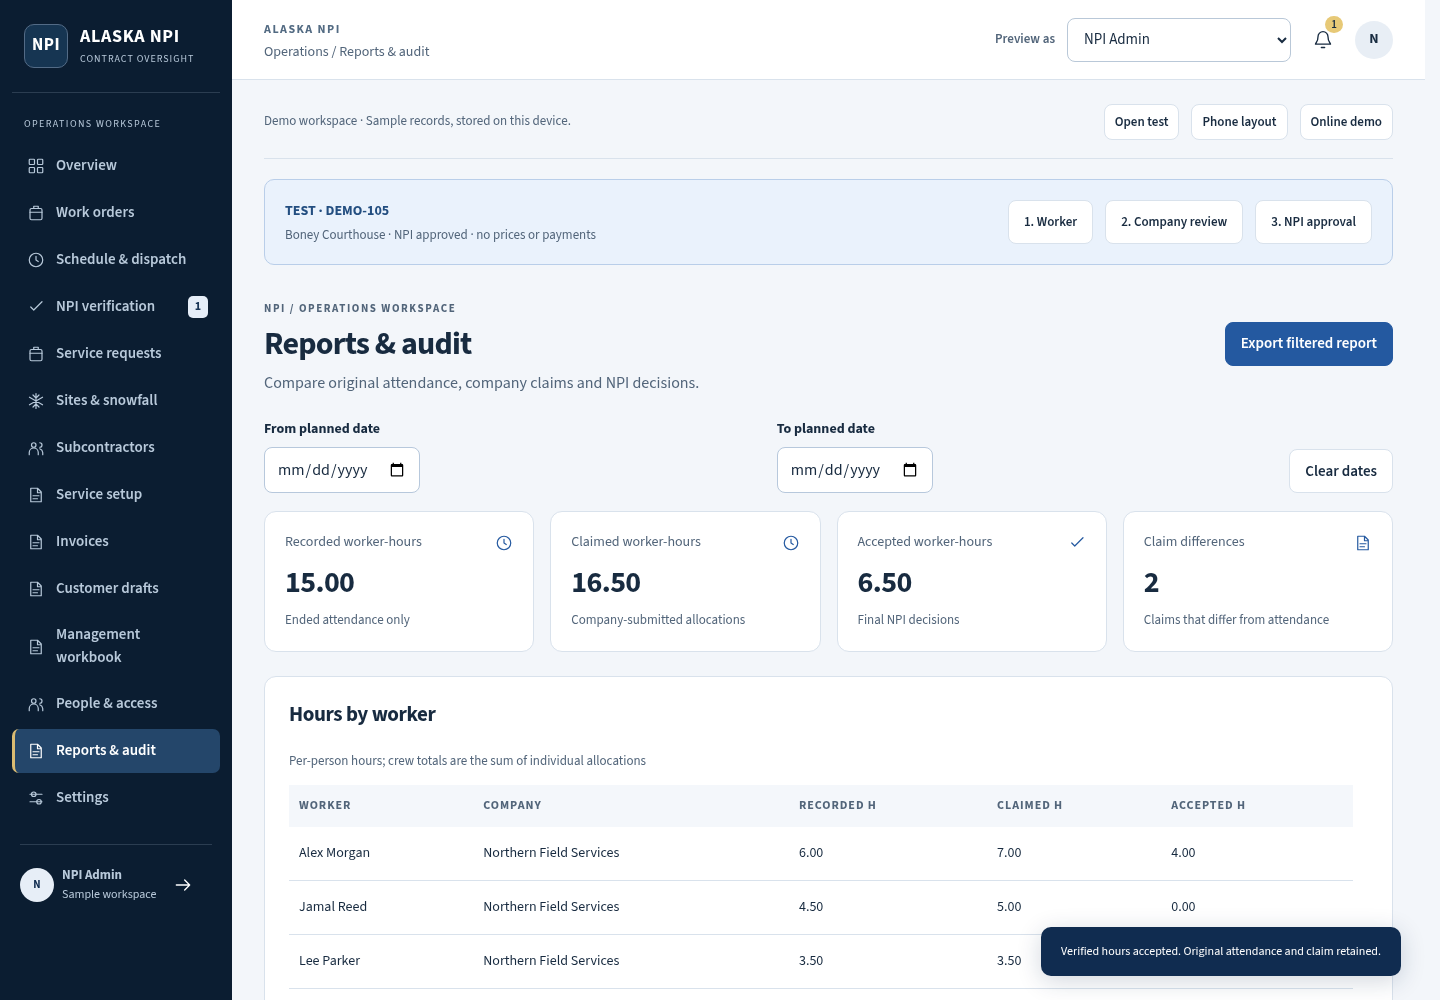 NPI
ALASKA NPI
CONTRACT OVERSIGHT
OPERATIONS WORKSPACE
Overview
Work orders
Schedule & dispatch
NPI verification
1
Service requests
Sites & snowfall
Subcontractors
Service setup
Invoices
Customer drafts
Management
workbook
People & access
Reports & audit
Settings
N
NPI Admin
Sample workspace
ALASKA NPI
Operations / Reports & audit
Preview as
NPI Admin
1
N
Demo workspace · Sample records, stored on this device.
Open test
Phone layout
Online demo
TEST · DEMO-105
Boney Courthouse · NPI approved · no prices or payments
1. Worker
2. Company review
3. NPI approval
NPI / OPERATIONS WORKSPACE
Reports & audit
Compare original attendance, company claims and NPI decisions.
Export filtered report
From planned date
mm/dd/yyyy
To planned date
mm/dd/yyyy
Clear dates
Recorded worker-hours
15.00
Ended attendance only
Claimed worker-hours
16.50
Company-submitted allocations
Accepted worker-hours
6.50
Final NPI decisions
Claim differences
2
Claims that differ from attendance
Hours by worker
Per-person hours; crew totals are the sum of individual allocations
WORKER COMPANY RECORDED H CLAIMED H ACCEPTED H
Alex Morgan Northern Field Services 6.00 7.00 4.00
Jamal Reed Northern Field Services 4.50 5.00 0.00
Lee Parker Northern Field Services 3.50 3.50
Verified hours accepted. Original attendance and claim retained.